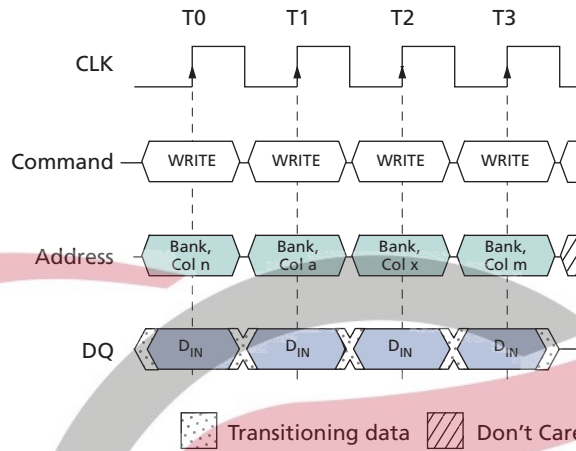 T0 T1 T2 T3
CLK
Command WRITE WRITE WRITE WRITE
Address Bank, Col n Bank, Col a Bank, Col x Bank, Col m
DQ DIN DIN DIN DIN
Transitioning data Don't Care